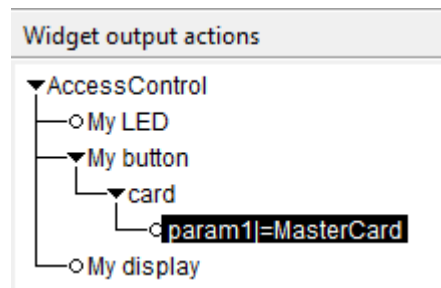 Widget output actions
AccessControl
My LED
My button
card
param1|=MasterCard
My display